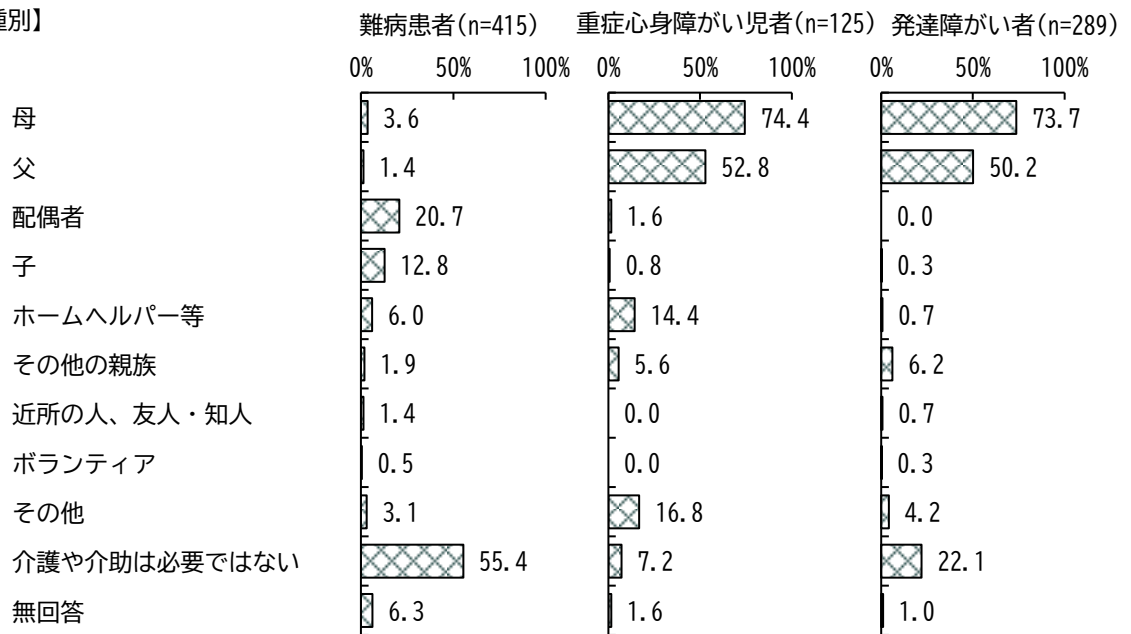 種別】
難病患者(n=415) 重症心身障がい児者(n=125) 発達障がい者(n=289)
0% 50% 100% 0% 50% 100% 0% 50% 100%
母 3.6 74.4 73.7
父 1.4 52.8 50.2
配偶者 20.7 1.6 0.0
子 12.8 0.8 0.3
ホームヘルパー等 6.0 14.4 0.7
その他の親族 1.9 5.6 6.2
近所の人、友人・知人 1.4 0.0 0.7
ボランティア 0.5 0.0 0.3
その他 3.1 16.8 4.2
介護や介助は必要ではない 55.4 7.2 22.1
無回答 6.3 1.6 1.0